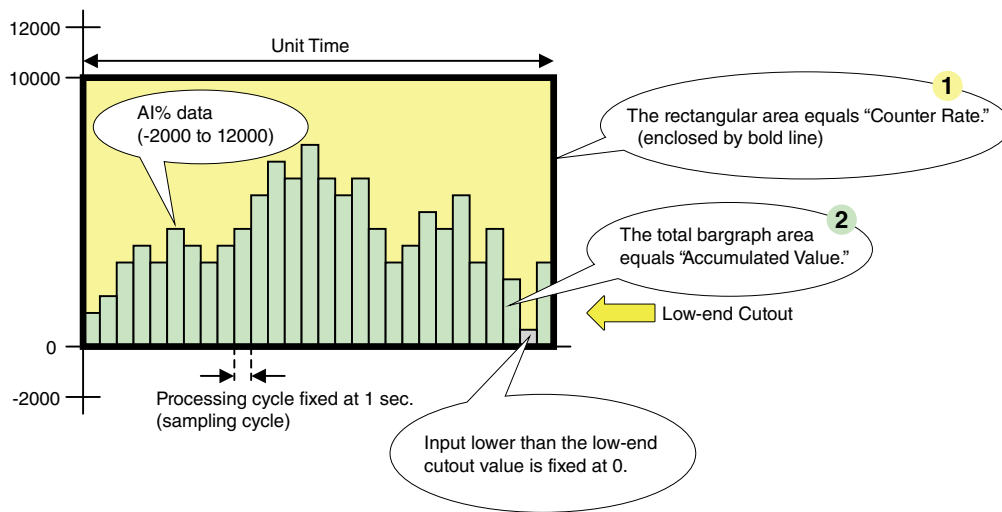 12000
Unit Time
10000
1
AI% data
(-2000 to 12000)
The rectangular area equals “Counter Rate.”
(enclosed by bold line)
2
The total bargraph area
equals “Accumulated Value.”
Low-end Cutout
0
-2000
Processing cycle fixed at 1 sec.
(sampling cycle)
Input lower than the low-end
cutout value is fixed at 0.